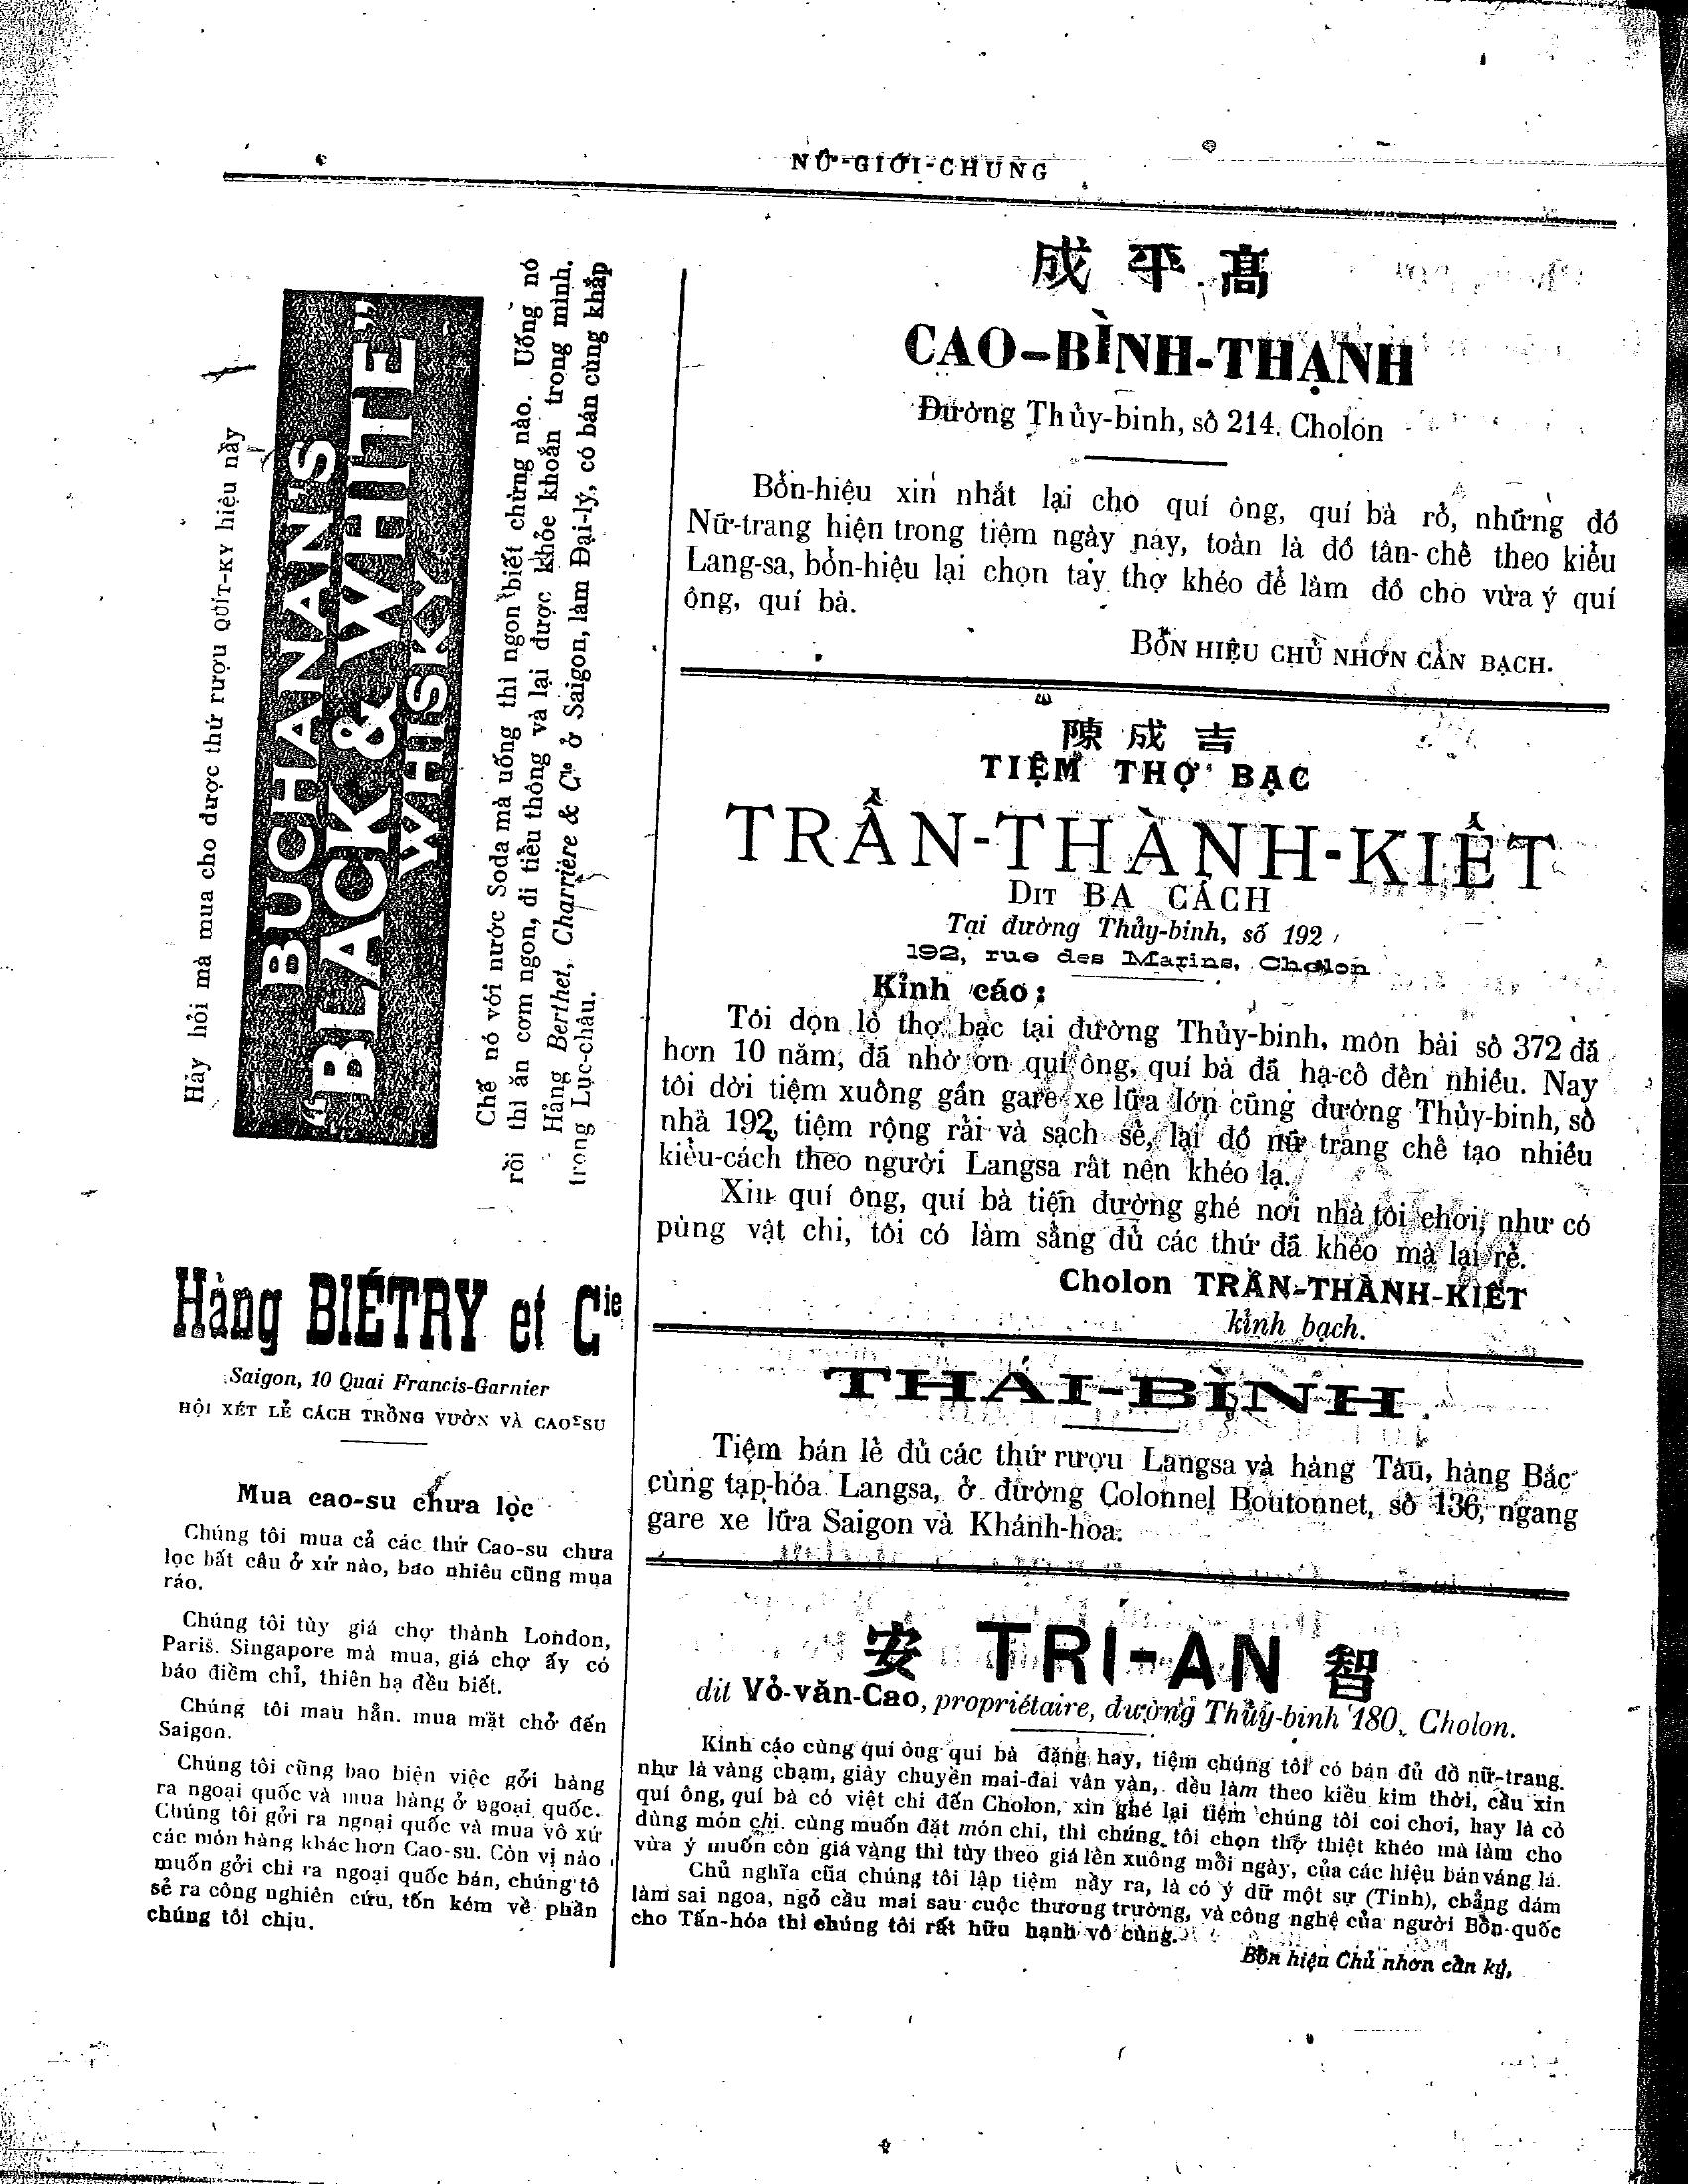 NỮ-GIỚI-CHUNG
Hảy hỏi mà mua cho được thứ rượu QUÍT-KY hiệu nầy
BUCHANAN'S
“BLACK & WHITE”
WHISKY
Chế nó với nước Soda mà uống thì ngon biết chừng nào. Uống nó
rồi thì ăn cơm ngon, đi tiểu thông và lại được khỏe khoắn trong mình.
Hảng Berthet, Charrière & Cie ở Saigon, làm Đại-lý, có bán cùng khắp
trong Lục-châu.
Hảng BIÉTRY et Cie
Saigon, 10 Quai Francis-Garnier
HỘI XÉT LẺ CÁCH TRỒNG VƯỜN VÀ CAO-SU
Mua cao-su chưa lọc
Chúng tôi mua cả các thứ Cao-su chưa
lọc bất câu ở xứ nào, bao nhiêu cũng mua
ráo.
Chúng tôi tùy giá chợ thành London,
Paris. Singapore mà mua, giá chợ ấy có
báo điềm chỉ, thiên hạ đều biết.
Chúng tôi mau hẳn. mua mặt chở đến
Saigon.
Chúng tôi cũng bao biện việc gởi hàng
ra ngoại quốc và mua hàng ở ngoại quốc.
Chúng tôi gởi ra ngoại quốc và mua vô xứ
các món hàng khác hơn Cao-su. Còn vị nào
muốn gởi chi ra ngoại quốc bán, chúng tô
sẻ ra công nghiên cứu, tốn kém về phần
chúng tôi chịu.
成 平 高
CAO-BÌNH-THẠNH
Đường Thủy-binh, số 214. Cholon
Bổn-hiệu xin nhắt lại cho quí ông, quí bà rỏ, những đồ
Nữ-trang hiện trong tiệm ngày nay, toàn là đồ tân-chế theo kiểu
Lang-sa, bổn-hiệu lại chọn tay thợ khéo để làm đồ cho vừa ý quí
ông, quí bà.
BỔN HIỆU CHỦ NHƠN CẨN BẠCH.
陳 成 吉
TIỆM THỢ BẠC
TRẦN-THÀNH-KIẾT
DIT BA CÁCH
Tại đường Thủy-binh, số 192
192, rue des Marins, Cholon
Kỉnh cáo:
Tôi dọn lò thợ bạc tại đường Thủy-binh, môn bài số 372 đã
hơn 10 năm, đã nhờ ơn quí ông, quí bà đã hạ-cố đến nhiều. Nay
tôi dời tiệm xuống gần gare xe lữa lớn cũng đường Thủy-binh, số
nhà 192, tiệm rộng rải và sạch sẻ, lại đồ nữ trang chế tạo nhiều
kiểu-cách theo người Langsa rất nên khéo lạ.
Xin quí ông, quí bà tiện đường ghé nơi nhà tôi chơi, như có
pùng vật chi, tôi có làm sẳng đủ các thứ đã khéo mà lại rẻ.
Cholon TRẦN-THÀNH-KIẾT
kỉnh bạch.
THÁI-BÌNH
Tiệm bán lẻ đủ các thứ rượu Langsa và hàng Tàu, hàng Bắc
cùng tạp-hóa Langsa, ở đường Colonnel Boutonnet, số 136, ngang
gare xe lữa Saigon và Khánh-hòa.
安 TRI-AN 智
dit Vỏ-văn-Cao, propriétaire, đường Thủy-binh 180, Cholon.
Kính cáo cùng quí ông quí bà đặng hay, tiệm chúng tôi có bán đủ đồ nữ-trang.
như là vàng chạm, giây chuyền mai-đai vân vân, đều làm theo kiểu kim thời, cầu xin
quí ông, quí bà có việt chi đến Cholon, xin ghé lại tiệm chúng tôi coi chơi, hay là có
dùng món chi. cùng muốn đặt món chi, thì chúng tôi chọn thợ thiệt khéo mà làm cho
vừa ý muốn còn giá vàng thì tùy theo giá lên xuống mỗi ngày, của các hiệu bán váng lá.
Chủ nghĩa cũa chúng tôi lập tiệm nầy ra, là có ý dữ một sự (Tinh), chẳng dám
làm sai ngoa, ngỏ cầu mai sau cuộc thương trường, và công nghệ của người Bổn-quốc
cho Tấn-hóa thì chúng tôi rất hữu hạnh vô cùng.
Bổn hiệu Chủ nhơn cẩn ký,